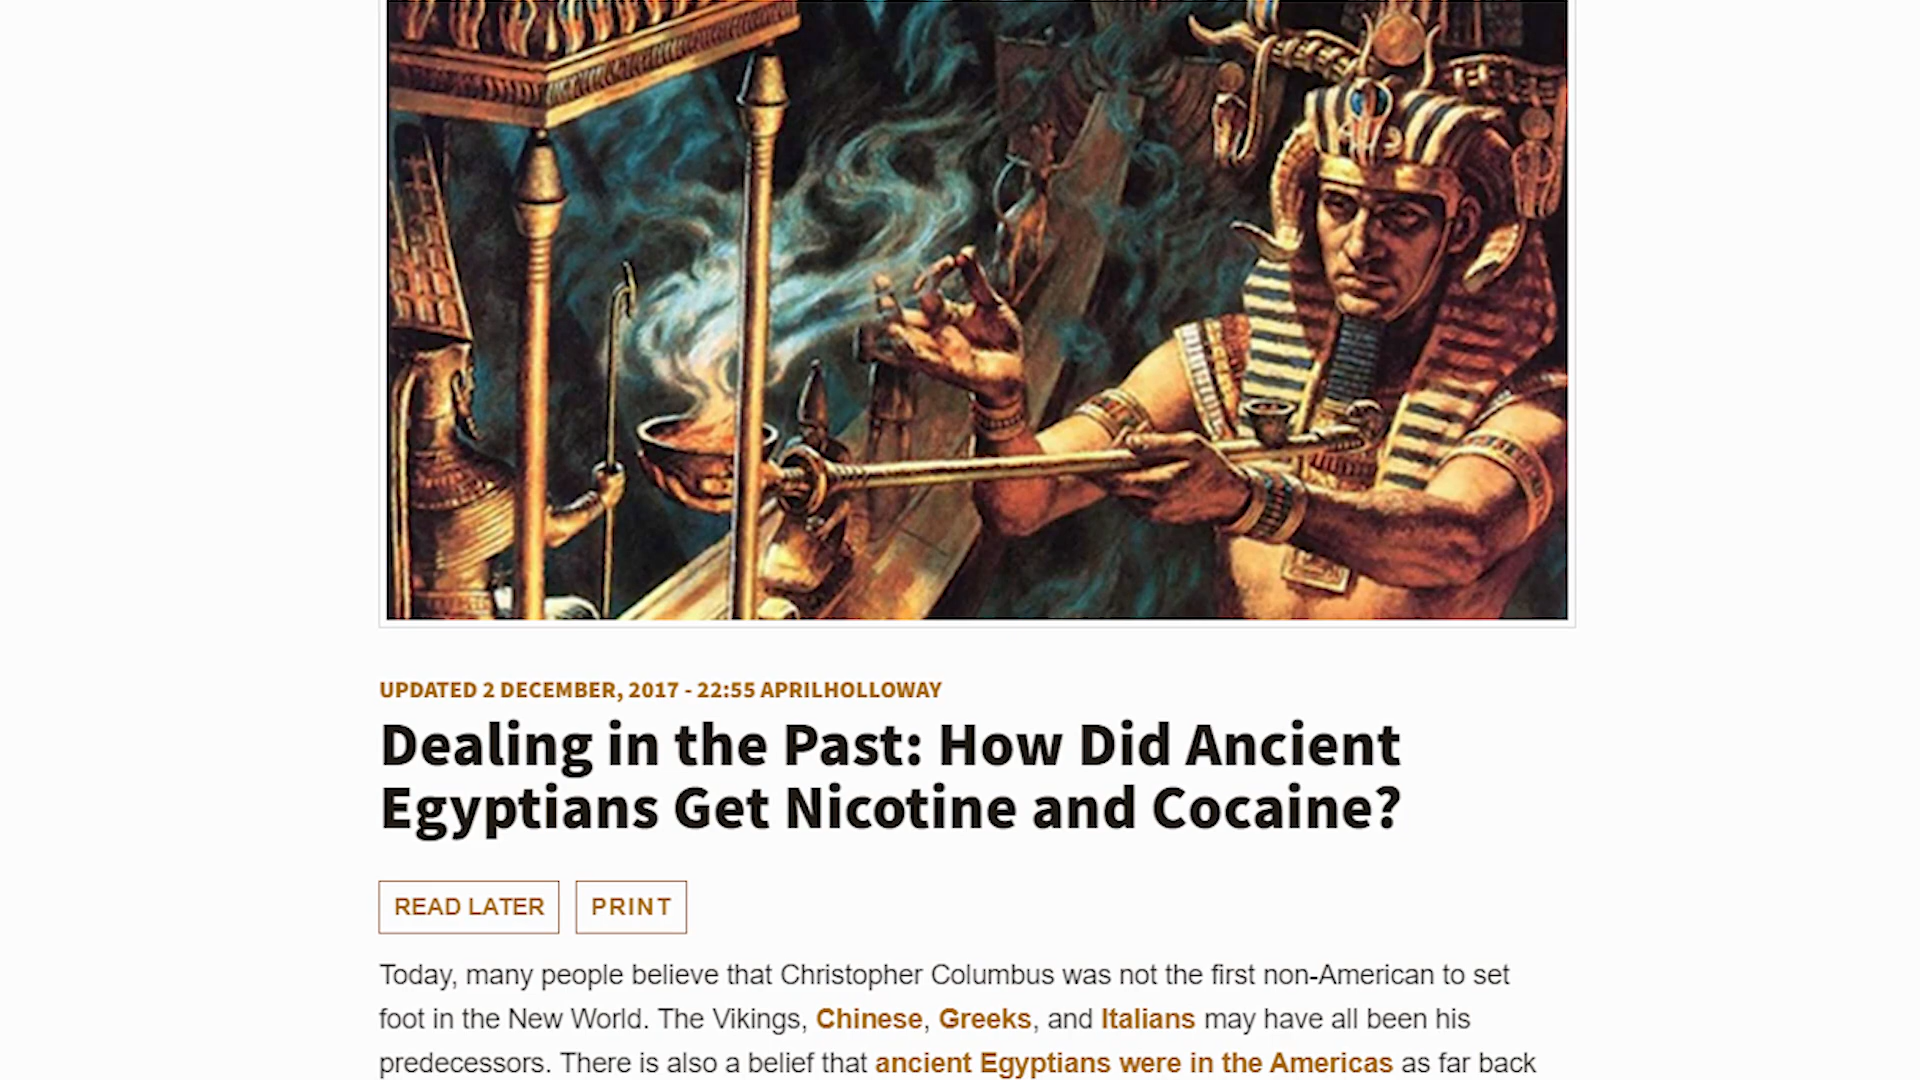 UPDATED 2 DECEMBER, 2017 - 22:55 APRILHOLLOWAY
Dealing in the Past: How Did Ancient
Egyptians Get Nicotine and Cocaine?
READ LATER PRINT
Today, many people believe that Christopher Columbus was not the first non-American to set
foot in the New World. The Vikings, Chinese, Greeks, and Italians may have all been his
predecessors. There is also a belief that ancient Egyptians were in the Americas as far back